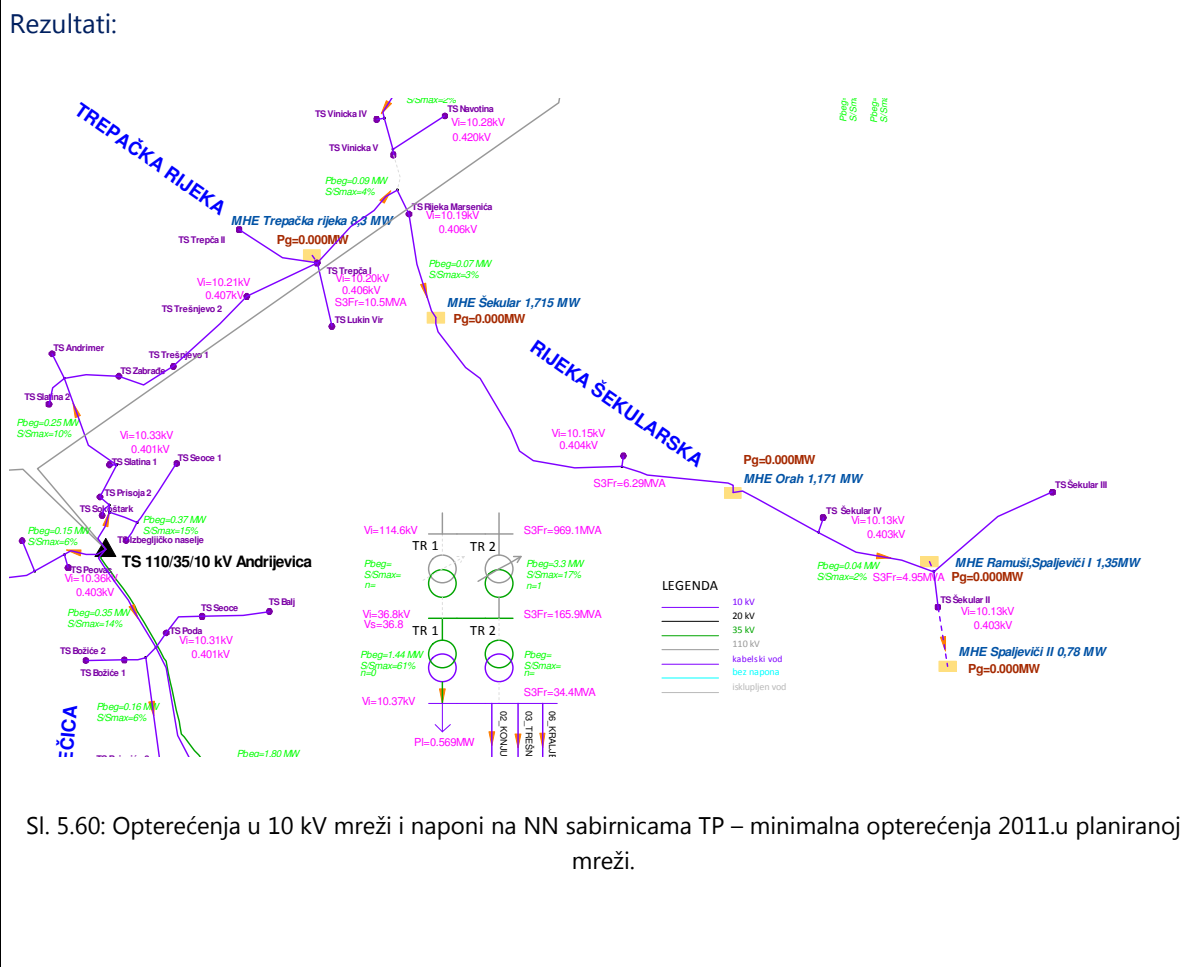 Rezultati:
S/Smax=2%
TS Navotina
TS Vinicka IV
Vi=10.28kV
0.420kV
TS Vinicka V
TREPAČKA RIJEKA
Pbeg=0.09 MW
S/Smax=4%
MHE Trepačka rijeka 8,3 MW
TS Rijeka Marsenića
Vi=10.19kV
0.406kV
TS Trepča II
Pg=0.000MW
Pbeg=0.07 MW
S/Smax=3%
TS Trepča I
Vi=10.20kV
0.406kV
S3Fr=10.5MVA
Vi=10.21kV
0.407kV
TS Trešnjevo 2
TS Lukin Vir
MHE Šekular 1,715 MW
Pg=0.000MW
TS Andrimer
TS Trešnjevo 1
TS Zabrađe
TS Slatina 2
RIJEKA ŠEKULARSKA
Pbeg=0.25 MW
S/Smax=10%
Vi=10.33kV
0.401kV
TS Slatina 1
TS Seoce 1
Vi=10.15kV
0.404kV
S3Fr=6.29MVA
Pg=0.000MW
MHE Orah 1,171 MW
TS Šekular III
TS Prisoja 2
TS Sokoštark
Pbeg=0.37 MW
S/Smax=15%
TS Izbegljičko naselje
TS Šekular IV
Vi=10.13kV
0.403kV
Pbeg=0.15 MW
S/Smax=6%
TS 110/35/10 kV Andrijevica
TS Peovac
Vi=10.36kV
0.403kV
Vi=114.6kV
S3Fr=969.1MVA
TR 1
TR 2
Pbeg=
S/Smax=
n=
Pbeg=3.3 MW
S/Smax=17%
n=1
Pbeg=0.04 MW
S/Smax=2%
S3Fr=4.95MVA
MHE Ramuši,Spaljevići I 1,35MW
Pg=0.000MW
TS Šekular II
Vi=10.13kV
0.403kV
MHE Spaljeviči II 0,78 MW
Pg=0.000MW
Pbeg=0.35 MW
S/Smax=14%
TS Seoce
TS Balj
TS Poda
Vi=10.31kV
0.401kV
TS Božiće 2
TS Božiće 1
Vi=36.8kV
Vs=36.8
S3Fr=165.9MVA
TR 1
TR 2
Pbeg=1.44 MW
S/Smax=61%
n=0
Pbeg=
S/Smax=
n=
S3Fr=34.4MVA
Vi=10.37kV
Pl=0.569MW
02_KONJU
03_TREŠN
06_KRALJE
LEGENDA
10 kV
20 kV
35 kV
110 kV
kabelski vod
bez napona
isklupljen vod
Pbeg=0.16 MW
S/Smax=6%
EČICA
Pbeg=1.80 MW
Sl. 5.60: Opterećenja u 10 kV mreži i naponi na NN sabirnicama TP – minimalna opterećenja 2011.u planiranoj
mreži.